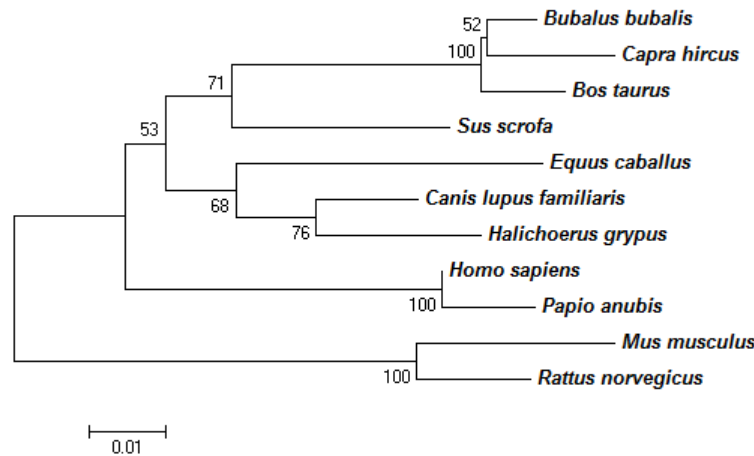 52
Bubalus bubalis
100
Capra hircus
71
Bos taurus
53
Sus scrofa
Equus caballus
68
Canis lupus familiaris
76
Halichoerus grypus
Homo sapiens
100
Papio anubis
Mus musculus
100
Rattus norvegicus
0.01